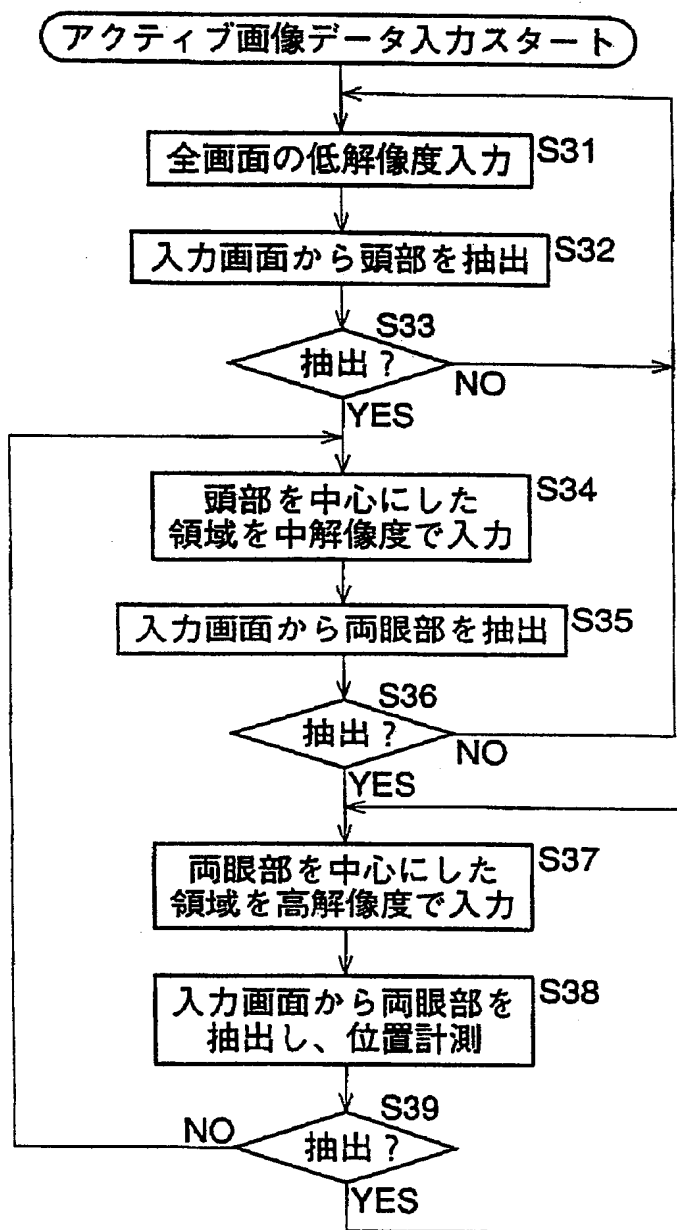 アクティブ画像データ入力スタート
全画面の低解像度入力 S31
入力画面から頭部を抽出 S32
S33
抽出？
NO
YES
S34
頭部を中心にした
領域を中解像度で入力
入力画面から両眼部を抽出 S35
S36
抽出？
NO
YES
S37
両眼部を中心にした
領域を高解像度で入力
S38
入力画面から両眼部を
抽出し、位置計測
S39
NO
抽出？
YES